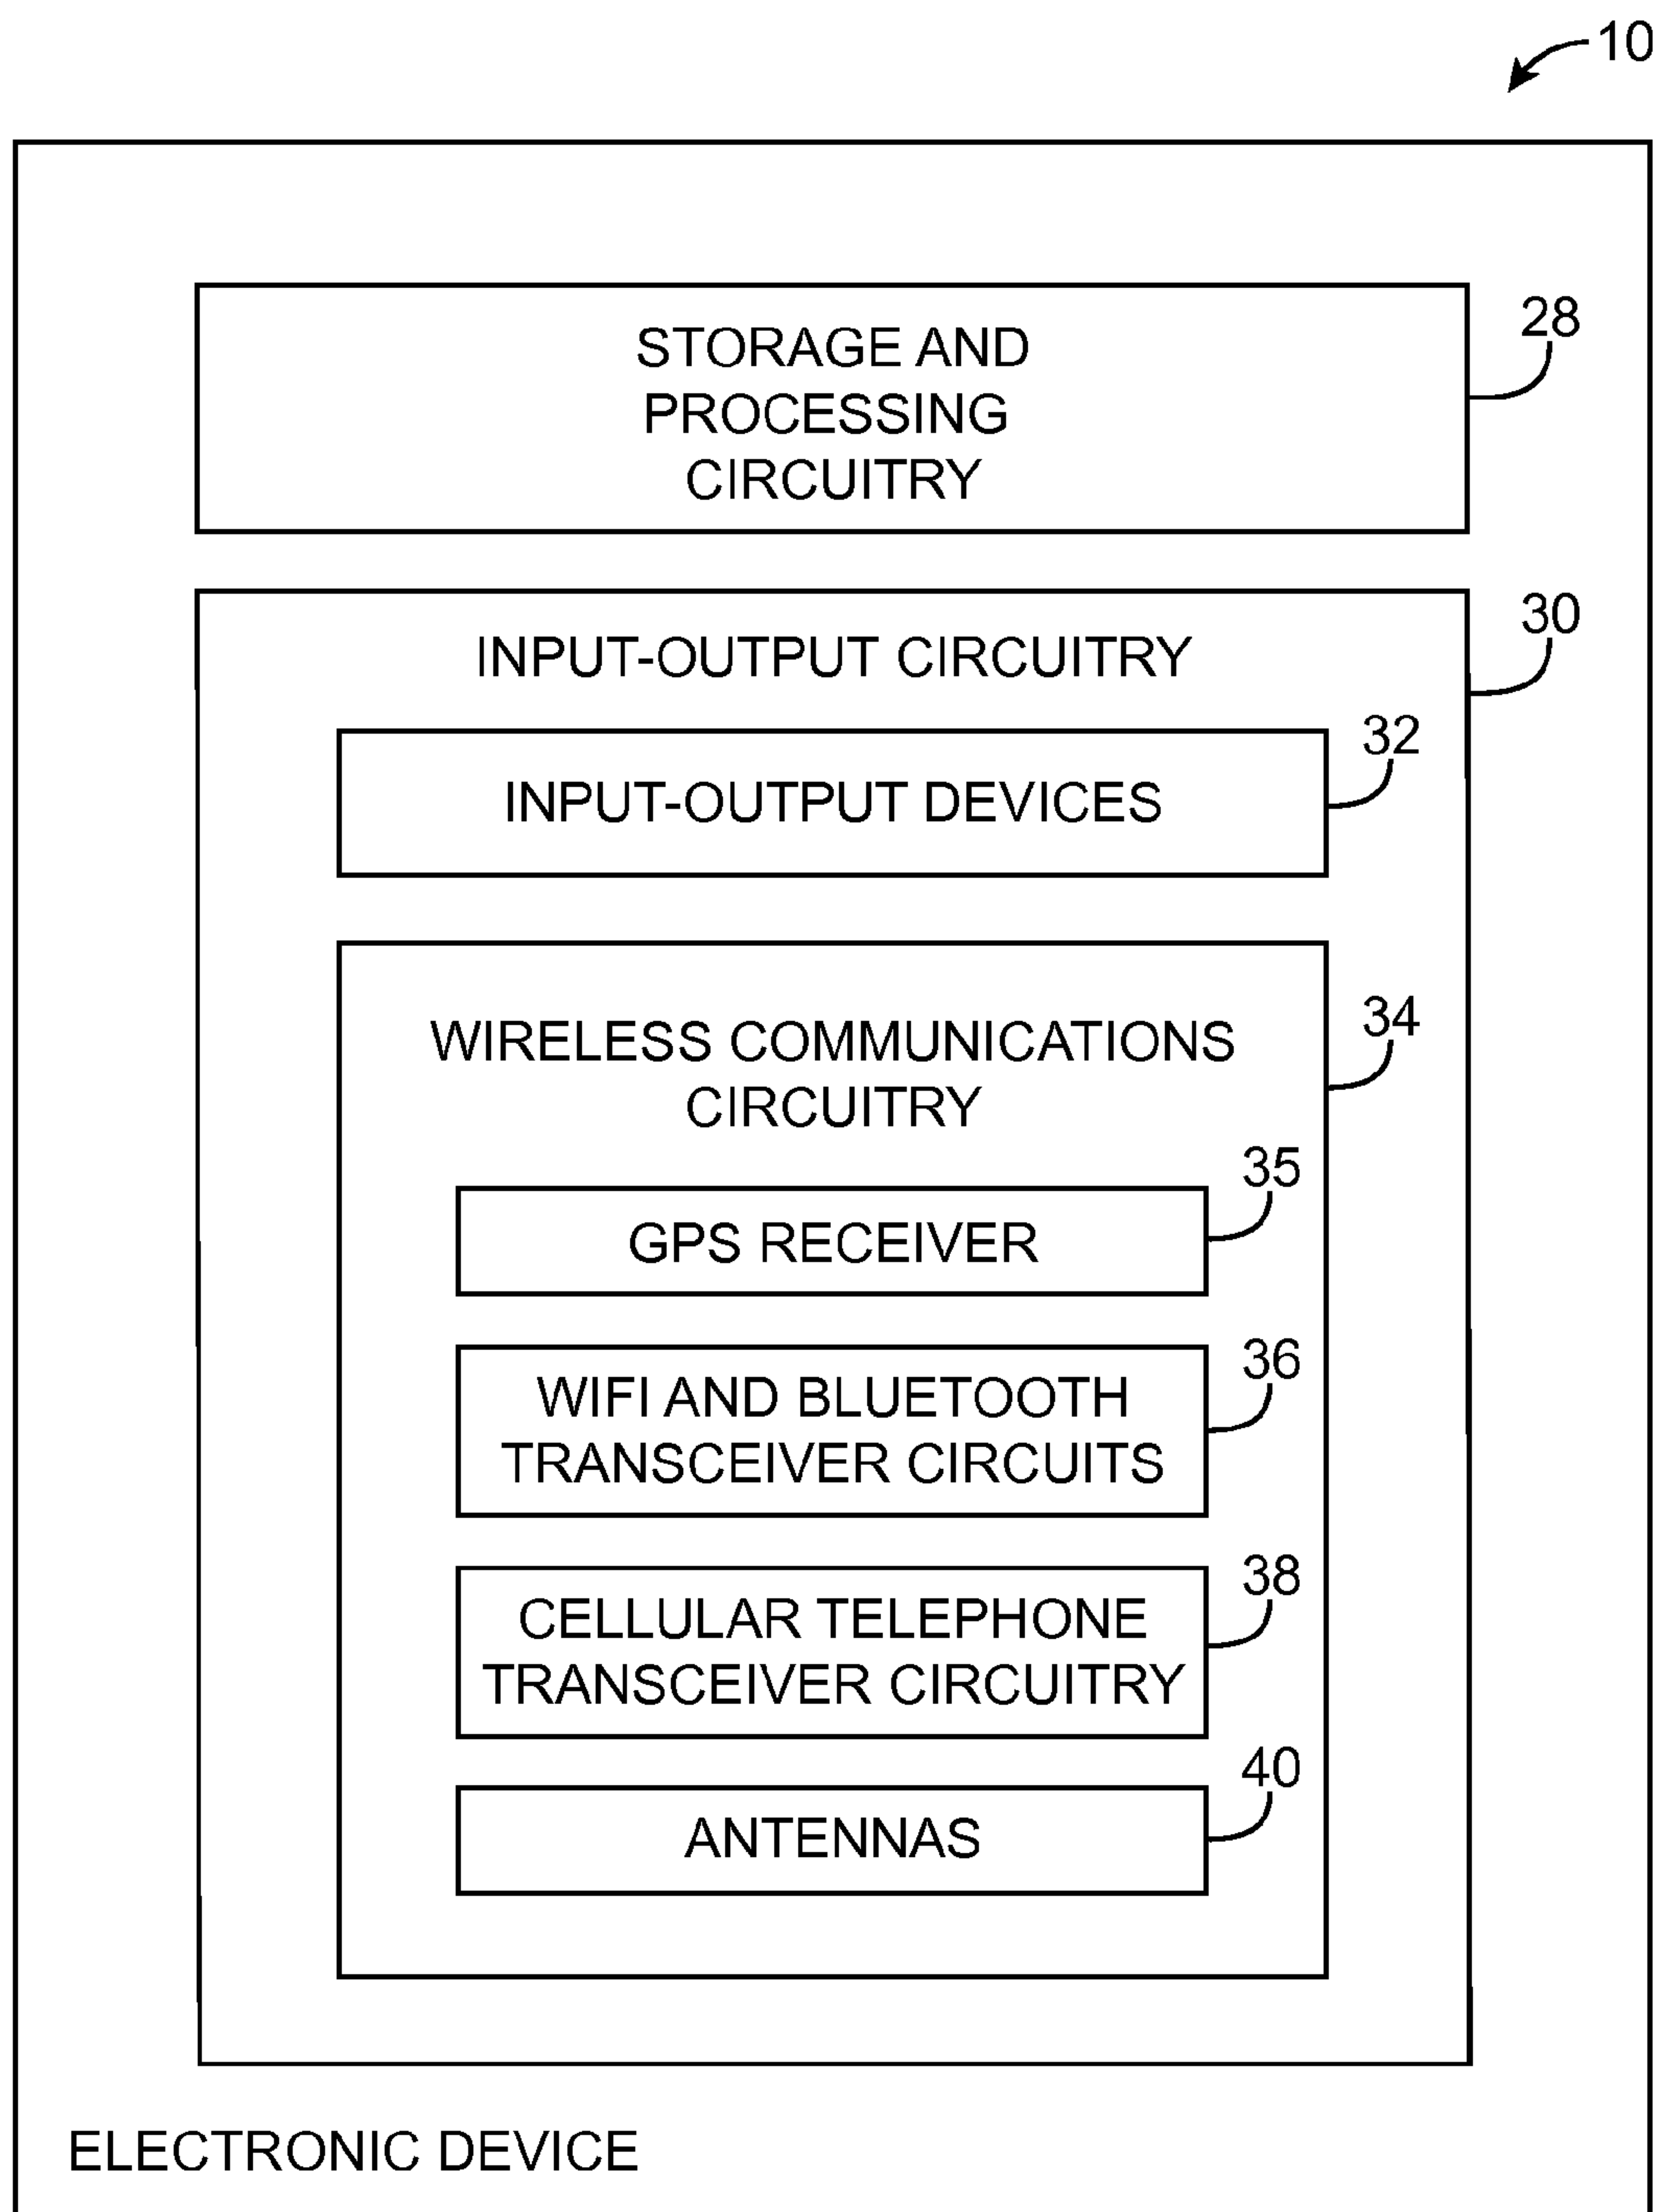 10
STORAGE AND
PROCESSING
CIRCUITRY
28
INPUT-OUTPUT CIRCUITRY
30
INPUT-OUTPUT DEVICES
32
WIRELESS COMMUNICATIONS
CIRCUITRY
34
GPS RECEIVER
35
WIFI AND BLUETOOTH
TRANSCEIVER CIRCUITS
36
CELLULAR TELEPHONE
TRANSCEIVER CIRCUITRY
38
ANTENNAS
40
ELECTRONIC DEVICE